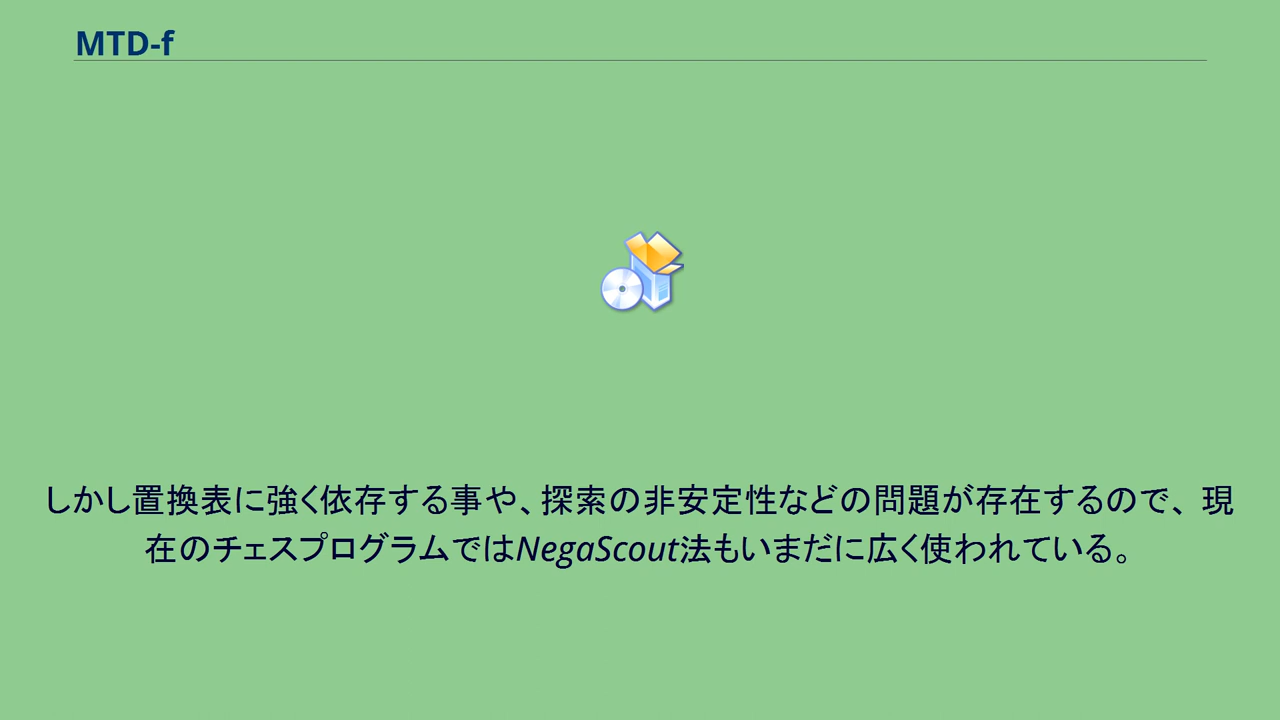 MTD-f
しかし置換表に強く依存する事や、探索の非安定性などの問題が存在するので、現
在のチェスプログラムではNegaScout法もいまだに広く使われている。